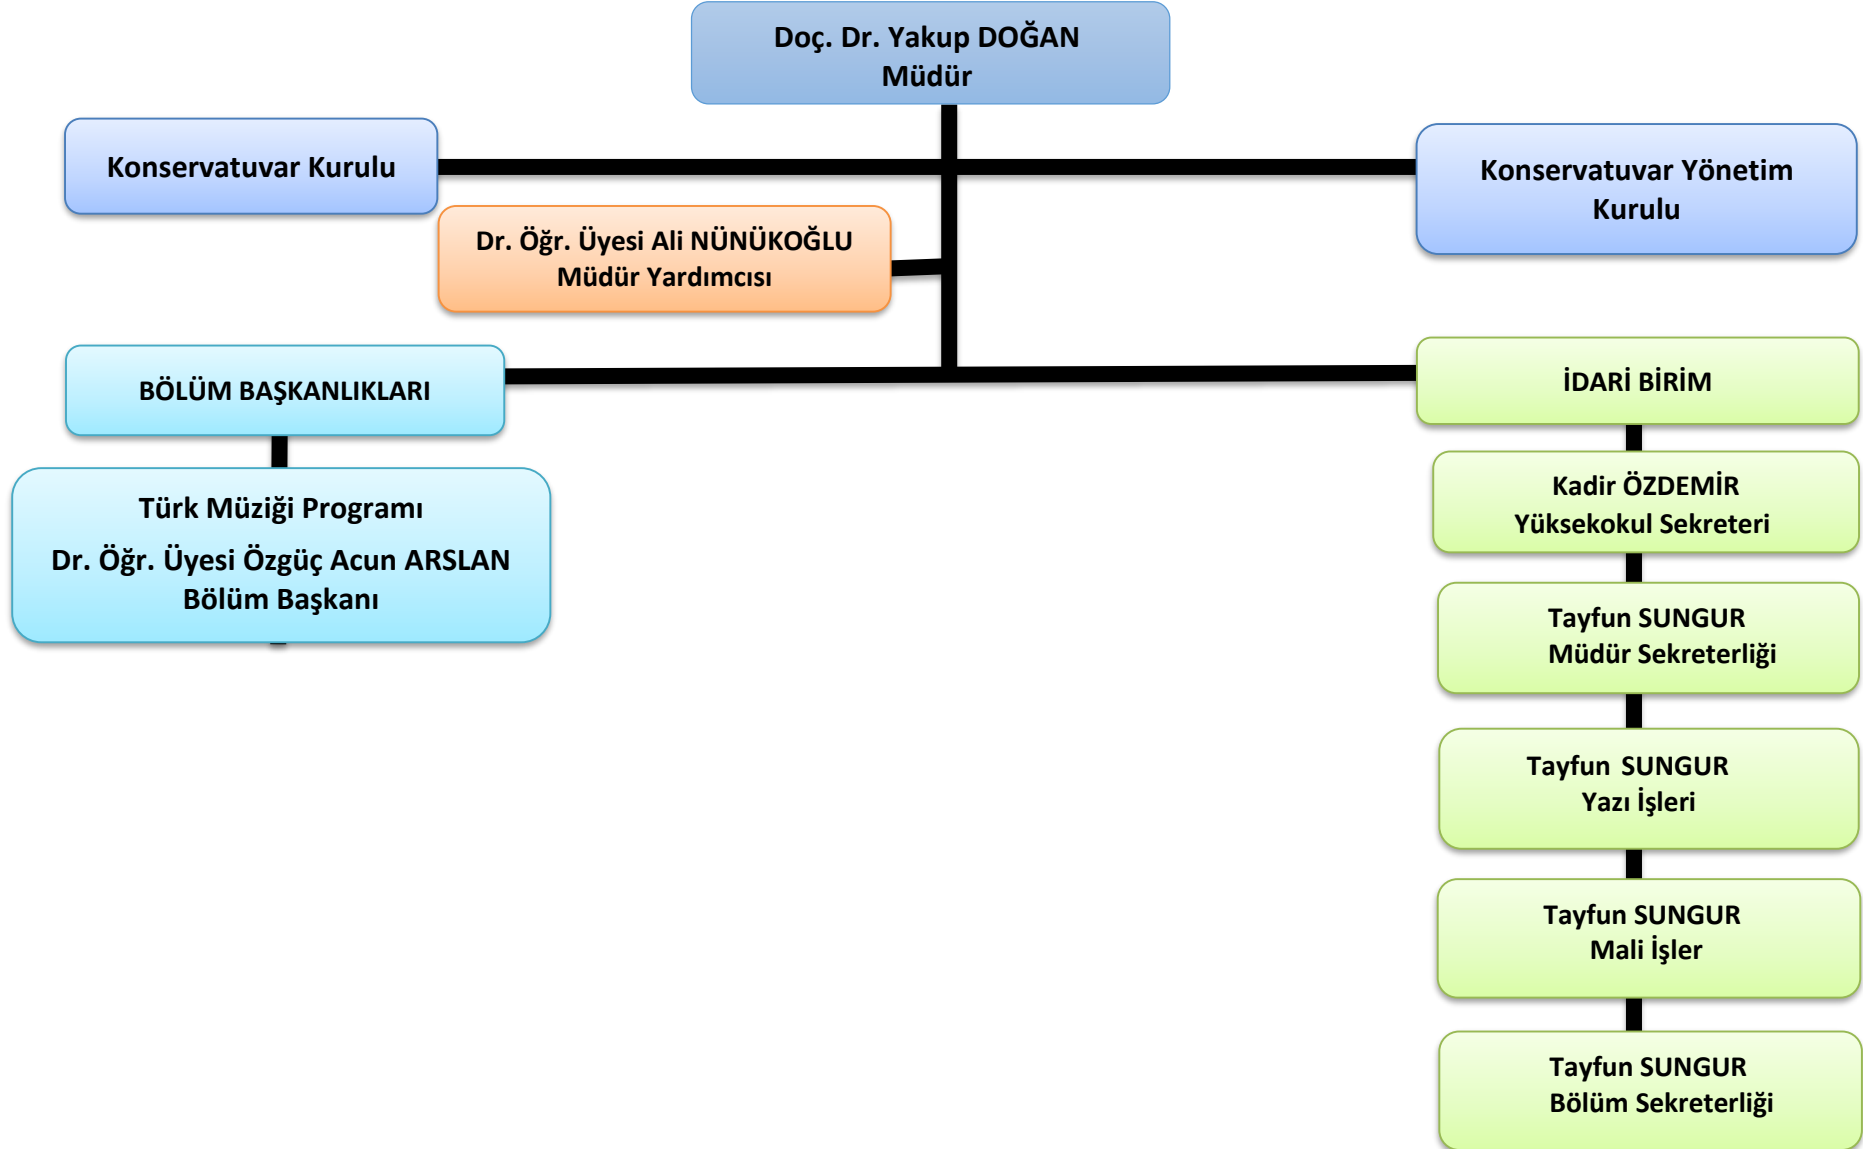 Doç. Dr. Yakup DOĞAN
Müdür
Konservatuvar Kurulu
Konservatuvar Yönetim
Kurulu
Dr. Öğr. Üyesi Ali NÜNÜKOĞLU
Müdür Yardımcısı
BÖLÜM BAŞKANLIKLARI
İDARİ BİRİM
Türk Müziği Programı
Dr. Öğr. Üyesi Özgüç Acun ARSLAN
Bölüm Başkanı
Kadir ÖZDEMİR
Yüksekokul Sekreteri
Tayfun SUNGUR
Müdür Sekreterliği
Tayfun SUNGUR
Yazı İşleri
Tayfun SUNGUR
Mali İşler
Tayfun SUNGUR
Bölüm Sekreterliği